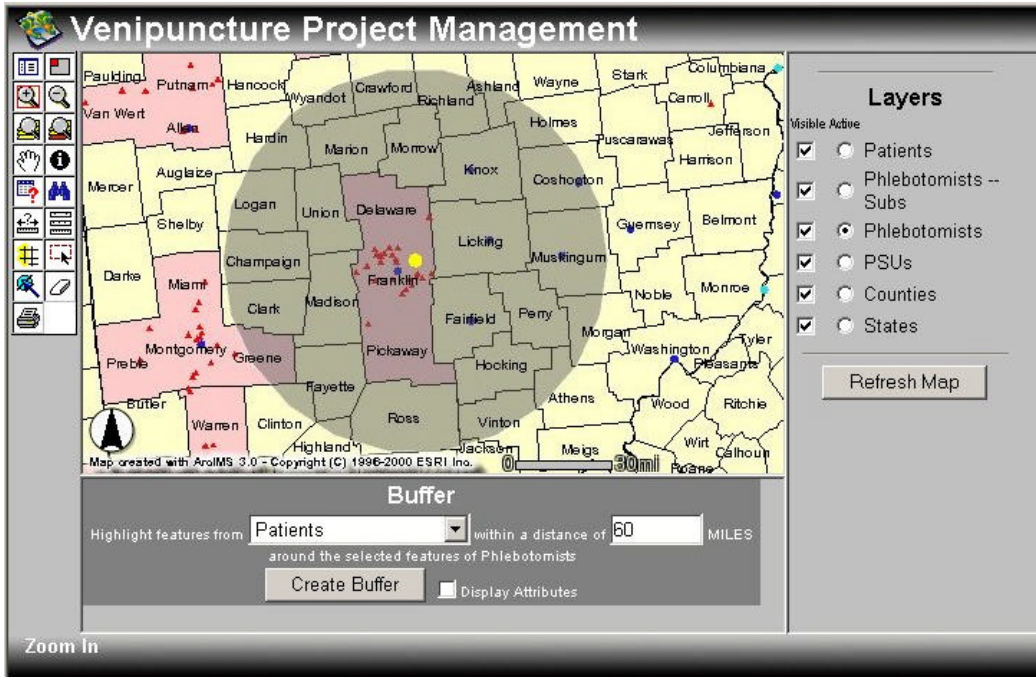 Venipuncture Project Management
Paulding
Putnam
Hancock
Wyandot
Crawford
Richland
Ashland
Wayne
Stark
Columbiana
Van Wert
Allen
Hardin
Marion
Morrow
Holmes
Carroll
Jefferson
Tuscarawas
Harrison
Mercer
Auglaize
Logan
Union
Delaware
Knox
Coshocton
Shelby
Licking
Guernsey
Belmont
Darke
Miami
Champaign
Clark
Madison
Franklin
Muskingum
Noble
Monroe
Preble
Montgomery
Greene
Fairfield
Perry
Morgan
Washington
Tyler
Pleasants
Fayette
Pickaway
Hocking
Athens
Wood
Ritchie
Butler
Warren
Clinton
Highland
Ross
Vinton
Jackson
Meigs
Wirt
Calhoun
Roane
Map created with ArcIMS 3.0 - Copyright (C) 1996-2000 ESRI Inc.
0 30mi
Layers
Visible Active
Patients
Phlebotomists --
Subs
Phlebotomists
PSUs
Counties
States
Refresh Map
Buffer
Highlight features from Patients within a distance of 60 MILES
around the selected features of Phlebotomists
Create Buffer Display Attributes
Zoom In